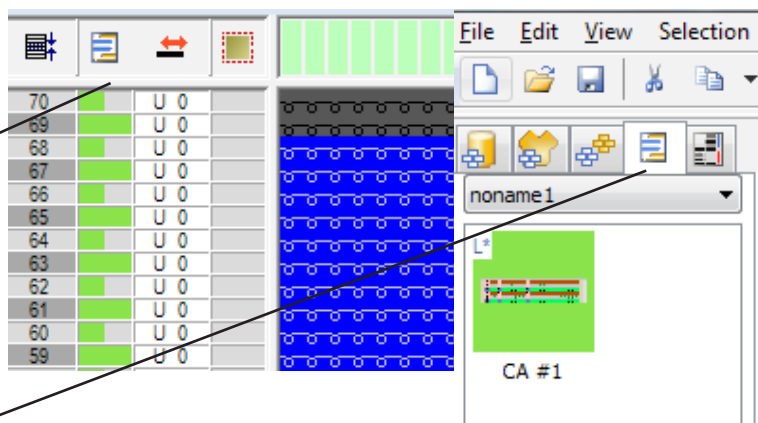 File Edit View Selection
noname1
L*
CA #1
70 U 0
69 U 0
68 U 0
67 U 0
66 U 0
65 U 0
64 U 0
63 U 0
62 U 0
61 U 0
60 U 0
59 U 0